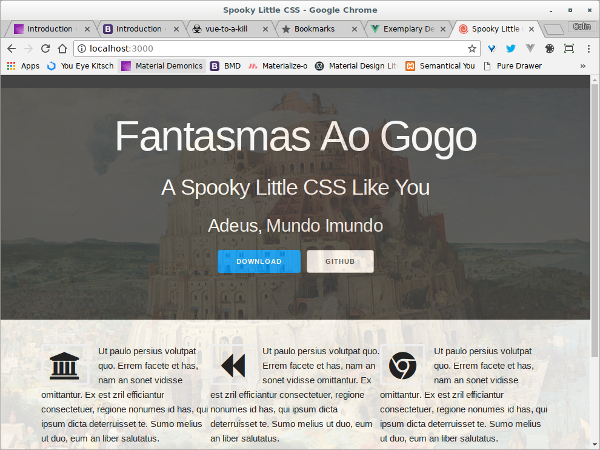 Spooky Little CSS - Google Chrome
Introduction
Introduction
vue-to-a-kill
Bookmarks
Exemplary De
Spooky Little
Colin
localhost:3000
Apps
You Eye Kitsch
Material Demonics
BMD
Materialize-o
Material Design Lit
Semantical You
Pure Drawer
»
Fantasmas Ao Gogo
A Spooky Little CSS Like You
Adeus, Mundo Imundo
DOWNLOAD
GITHUB
Ut paulo persius volutpat
quo. Errem facete et has,
nam an sonet vidisse
omittantur. Ex est zril efficiantur
consectetuer, regione nonumes id has, qui
ipsum dicta deterruisset te. Sumo melius
ut duo, eum an liber salutatus.
Ut paulo persius volutpat quo.
Errem facete et has, nam an
sonet vidisse omittantur. Ex
est zril efficiantur consectetuer, regione
nonumes id has, qui ipsum dicta
deterruisset te. Sumo melius ut duo, eum
an liber salutatus.
Ut paulo persius volutpat
quo. Errem facete et has,
nam an sonet vidisse
omittantur. Ex est zril efficiantur
consectetuer, regione nonumes id has, qui
ipsum dicta deterruisset te. Sumo melius
ut duo, eum an liber salutatus.